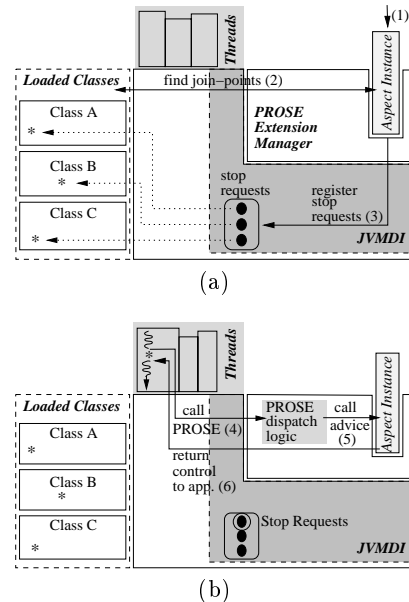 (1)
Threads
Aspect Instance
Loaded Classes
find join-points (2)
Class A
*
PROSE
Extension
Manager
Class B
*
stop
requests
register
stop
requests (3)
Class C
*
JVMDI
(a)
Threads
*
Aspect Instance
Loaded Classes
call
PROSE (4)
PROSE
dispatch
logic
call
advice
(5)
Class A
*
return
control
to app. (6)
Class B
*
Class C
*
Stop Requests
JVMDI
(b)